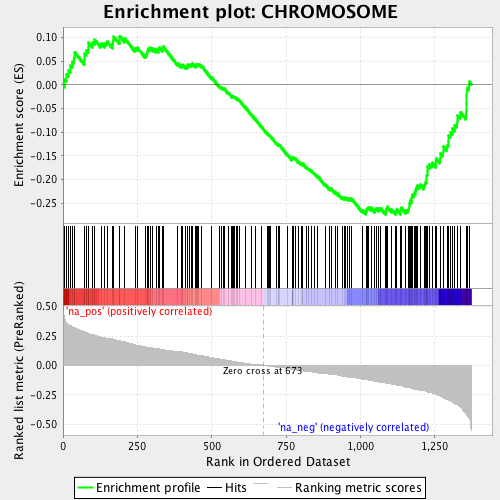 Enrichment plot: CHROMOSOME
Enrichment score (ES)
0.10
0.05
0.00
-0.05
-0.10
-0.15
-0.20
-0.25
Ranked list metric (PreRanked)
0.50
0.25
0.00
-0.25
-0.50
'na_pos' (positively correlated)
Zero cross at 673
'na_neg' (negatively correlated)
0
250
500
750
1,000
1,250
Rank in Ordered Dataset
Enrichment profile
Hits
Ranking metric scores